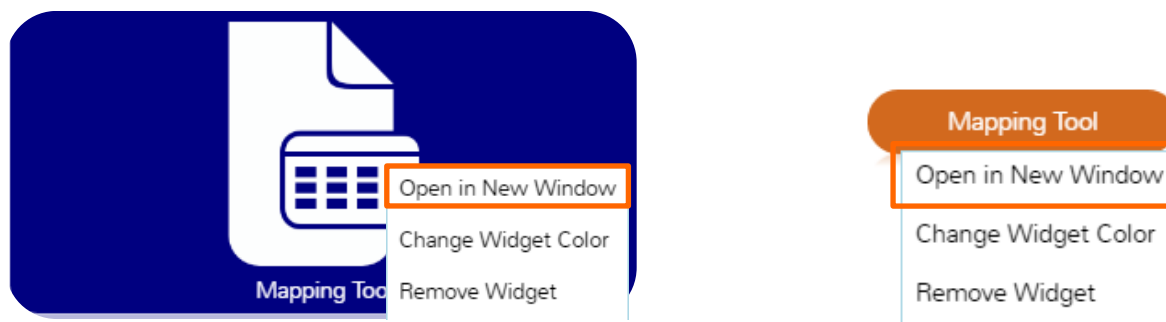 Open in New Window
Change Widget Color
Mapping Too
Remove Widget
Mapping Tool
Open in New Window
Change Widget Color
Remove Widget